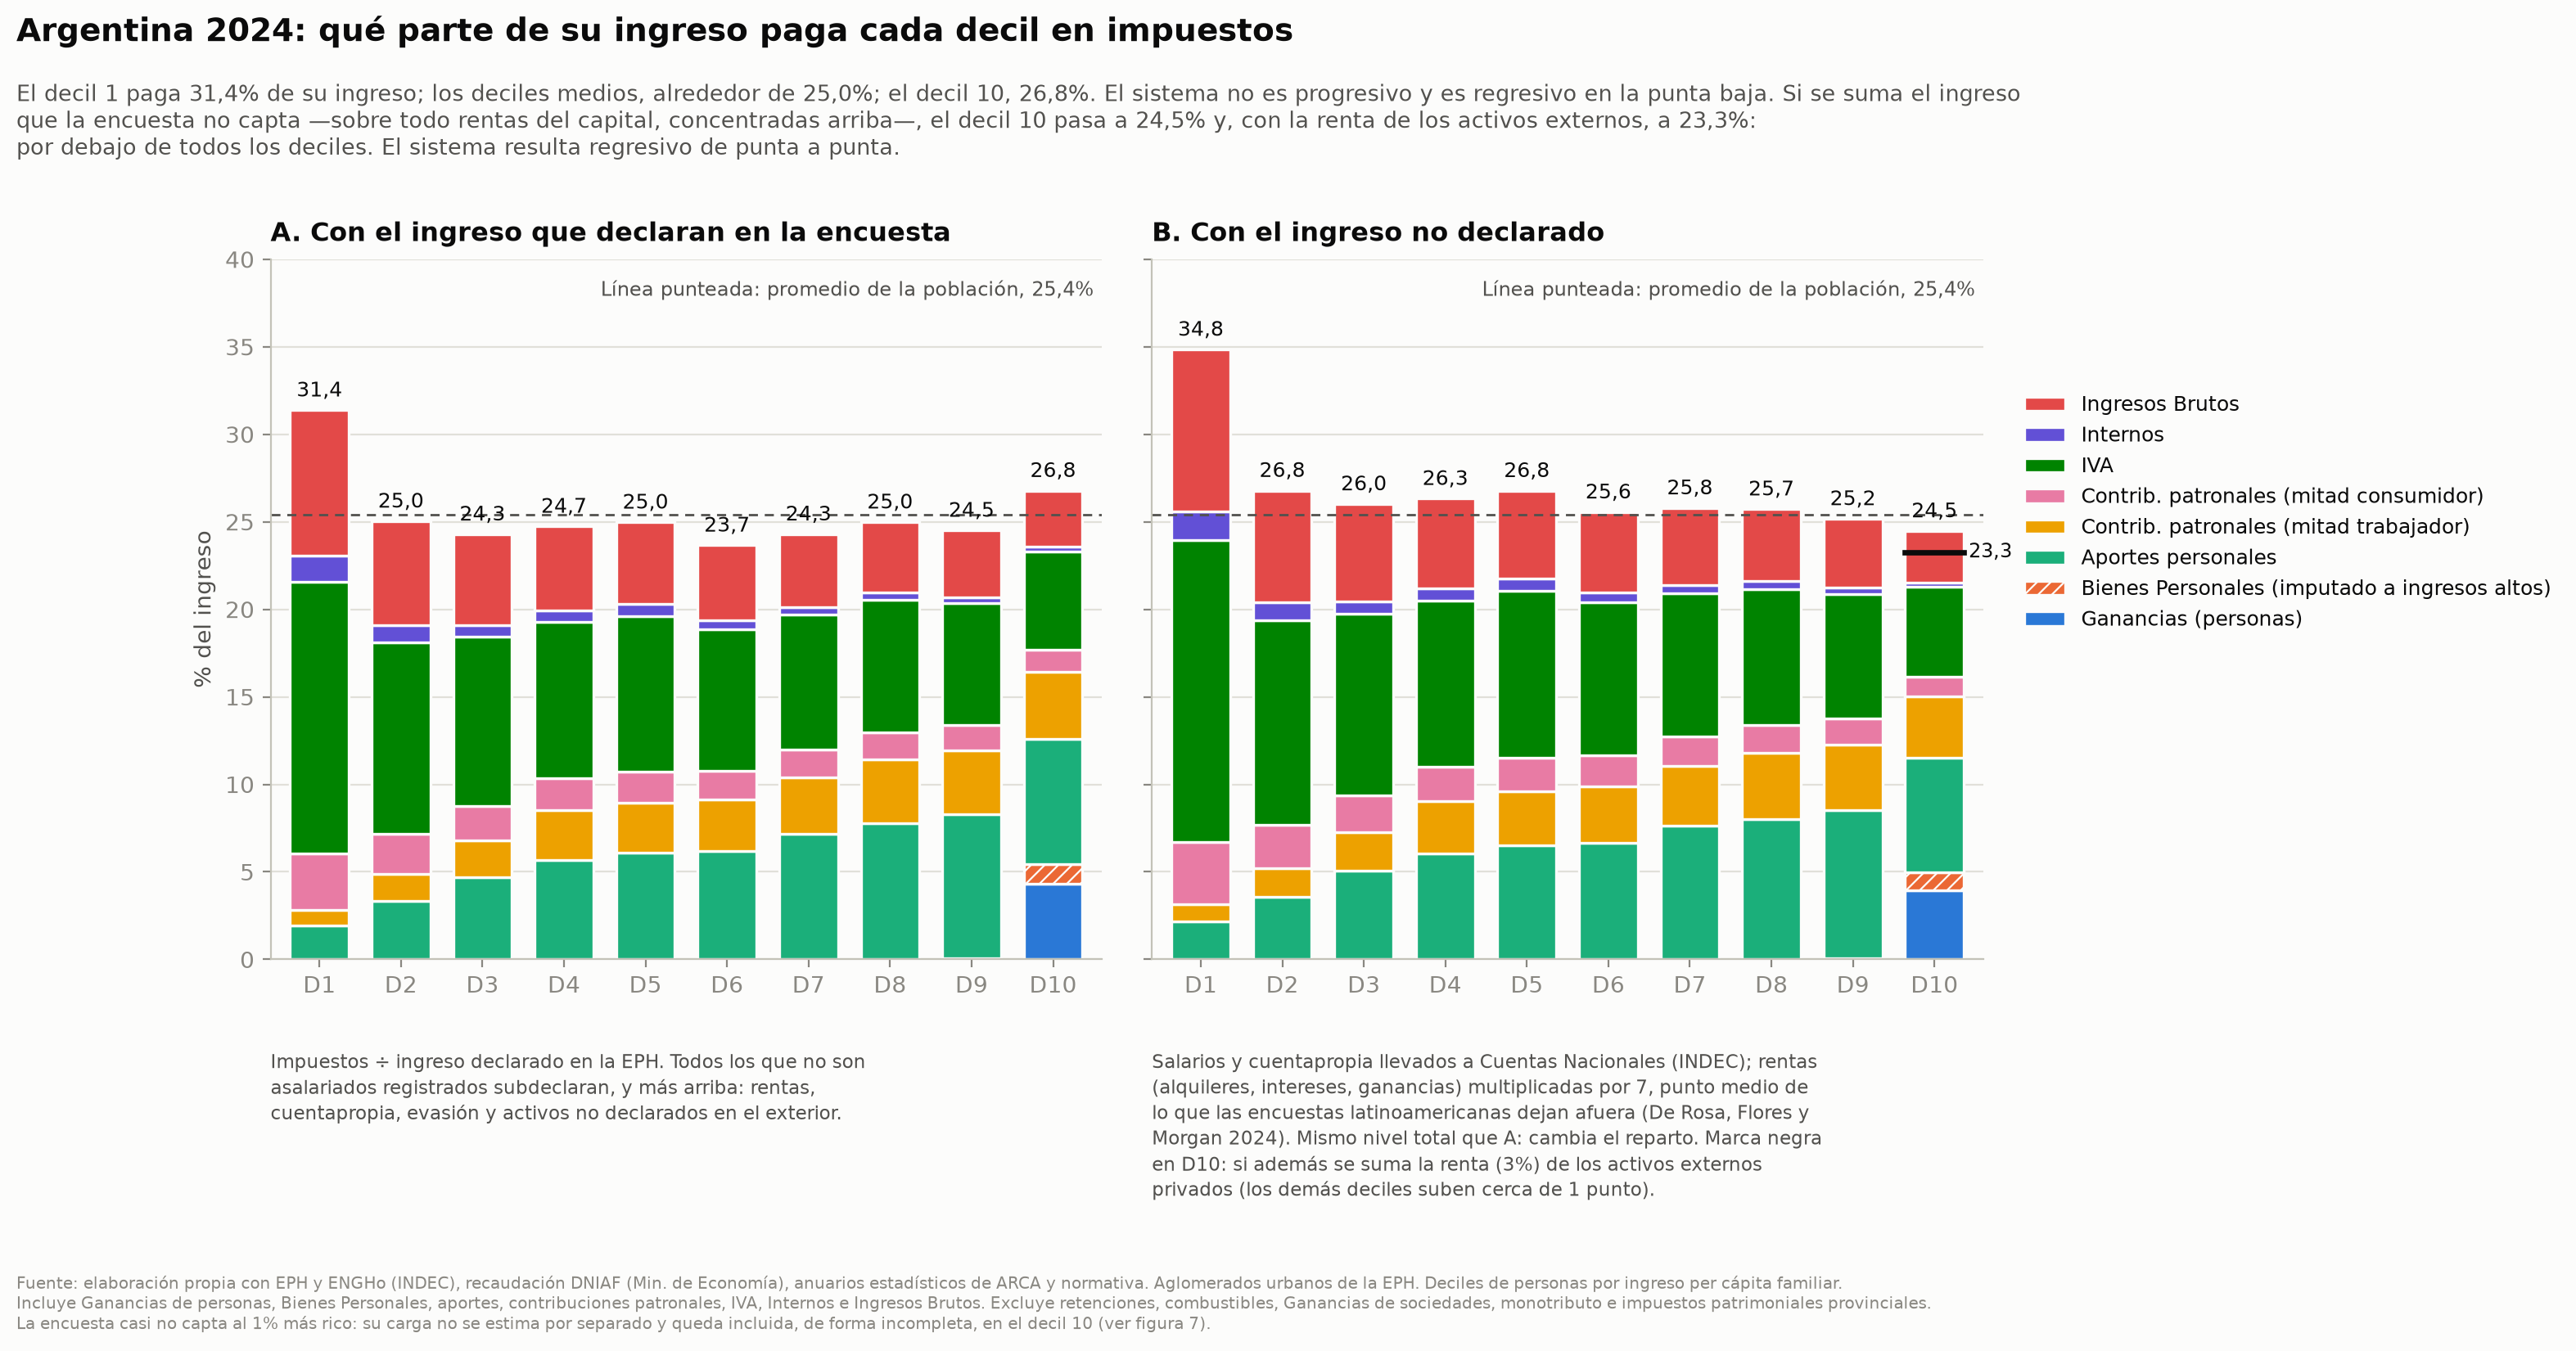 Argentina 2024: qué parte de su ingreso paga cada decil en impuestos
El decil 1 paga 31,4% de su ingreso; los deciles medios, alrededor de 25,0%; el decil 10, 26,8%. El sistema no es progresivo y es regresivo en la punta baja. Si se suma el ingreso
que la encuesta no capta —sobre todo rentas del capital, concentradas arriba—, el decil 10 pasa a 24,5% y, con la renta de los activos externos, a 23,3%:
por debajo de todos los deciles. El sistema resulta regresivo de punta a punta.
A. Con el ingreso que declaran en la encuesta
Línea punteada: promedio de la población, 25,4%
% del ingreso
40
35
30
25
20
15
10
5
0
31,4
25,0
24,3
24,7
25,0
23,7
24,3
25,0
24,5
26,8
D1 D2 D3 D4 D5 D6 D7 D8 D9 D10
Impuestos ÷ ingreso declarado en la EPH. Todos los que no son
asalariados registrados subdeclaran, y más arriba: rentas,
cuentapropia, evasión y activos no declarados en el exterior.
B. Con el ingreso no declarado
Línea punteada: promedio de la población, 25,4%
34,8
26,8
26,0
26,3
26,8
25,6
25,8
25,7
25,2
24,5
23,3
D1 D2 D3 D4 D5 D6 D7 D8 D9 D10
Salarios y cuentapropia llevados a Cuentas Nacionales (INDEC); rentas
(alquileres, intereses, ganancias) multiplicadas por 7, punto medio de
lo que las encuestas latinoamericanas dejan afuera (De Rosa, Flores y
Morgan 2024). Mismo nivel total que A: cambia el reparto. Marca negra
en D10: si además se suma la renta (3%) de los activos externos
privados (los demás deciles suben cerca de 1 punto).
Ingresos Brutos
Internos
IVA
Contrib. patronales (mitad consumidor)
Contrib. patronales (mitad trabajador)
Aportes personales
Bienes Personales (imputado a ingresos altos)
Ganancias (personas)
Fuente: elaboración propia con EPH y ENGHo (INDEC), recaudación DNIAF (Min. de Economía), anuarios estadísticos de ARCA y normativa. Aglomerados urbanos de la EPH. Deciles de personas por ingreso per cápita familiar.
Incluye Ganancias de personas, Bienes Personales, aportes, contribuciones patronales, IVA, Internos e Ingresos Brutos. Excluye retenciones, combustibles, Ganancias de sociedades, monotributo e impuestos patrimoniales provinciales.
La encuesta casi no capta al 1% más rico: su carga no se estima por separado y queda incluida, de forma incompleta, en el decil 10 (ver figura 7).